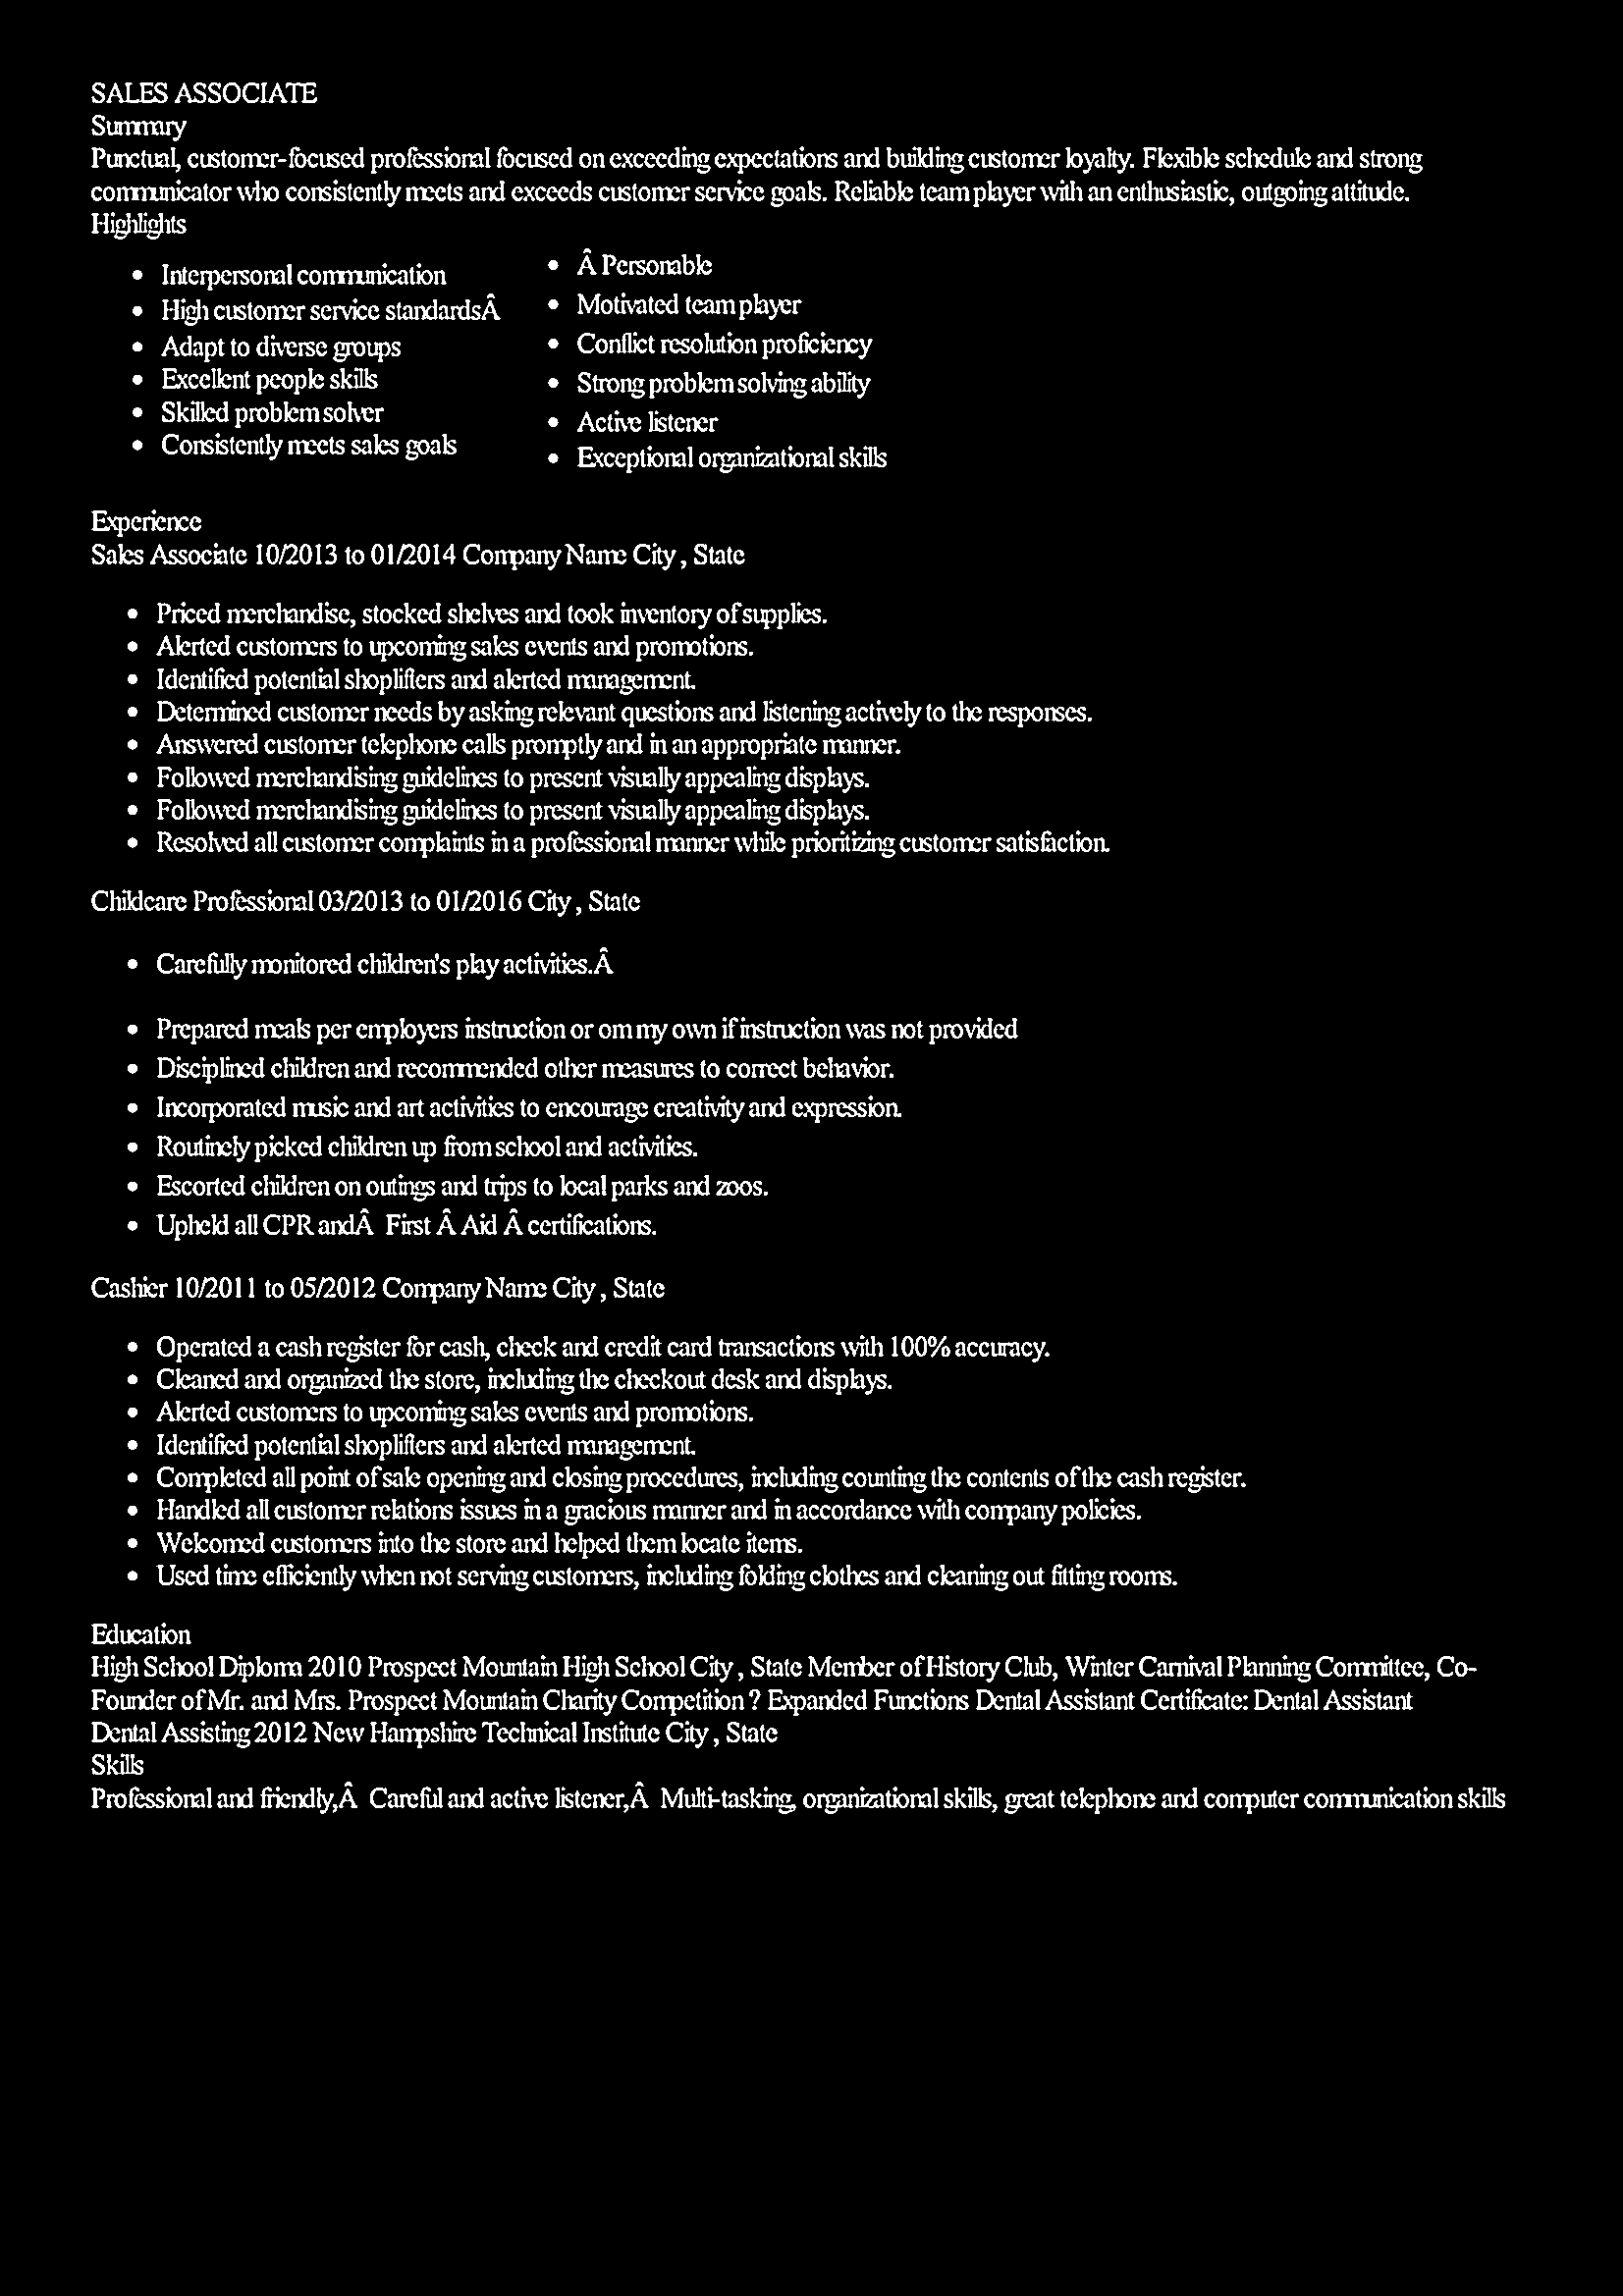 SALES ASSOCIATE
Summary
Punctual, customer-focused professional focused on exceeding expectations and building customer loyalty. Flexible schedule and strong
communicator who consistently meets and exceeds customer service goals. Reliable team player with an enthusiastic, outgoing attitude.
Highlights
• Interpersonal communication
• High customer service standardsÂ
• Adapt to diverse groups
• Excellent people skills
• Skilled problem solver
• Consistently meets sales goals
• Â Personable
• Motivated team player
• Conflict resolution proficiency
• Strong problem solving ability
• Active listener
• Exceptional organizational skills
Experience
Sales Associate 10/2013 to 01/2014 Company Name City , State
• Priced merchandise, stocked shelves and took inventory of supplies.
• Alerted customers to upcoming sales events and promotions.
• Identified potential shoplifters and alerted management.
• Determined customer needs by asking relevant questions and listening actively to the responses.
• Answered customer telephone calls promptly and in an appropriate manner.
• Followed merchandising guidelines to present visually appealing displays.
• Followed merchandising guidelines to present visually appealing displays.
• Resolved all customer complaints in a professional manner while prioritizing customer satisfaction.
Childcare Professional 03/2013 to 01/2016 City , State
• Carefully monitored children's play activities.Â
• Prepared meals per employers instruction or om my own if instruction was not provided
• Disciplined children and recommended other measures to correct behavior.
• Incorporated music and art activities to encourage creativity and expression.
• Routinely picked children up from school and activities.
• Escorted children on outings and trips to local parks and zoos.
• Upheld all CPR andÂ First Â Aid Â certifications.
Cashier 10/2011 to 05/2012 Company Name City , State
• Operated a cash register for cash, check and credit card transactions with 100% accuracy.
• Cleaned and organized the store, including the checkout desk and displays.
• Alerted customers to upcoming sales events and promotions.
• Identified potential shoplifters and alerted management.
• Completed all point of sale opening and closing procedures, including counting the contents of the cash register.
• Handled all customer relations issues in a gracious manner and in accordance with company policies.
• Welcomed customers into the store and helped them locate items.
• Used time efficiently when not serving customers, including folding clothes and cleaning out fitting rooms.
Education
High School Diploma 2010 Prospect Mountain High School City , State Member of History Club, Winter Carnival Planning Committee, Co-
Founder of Mr. and Mrs. Prospect Mountain Charity Competition ? Expanded Functions Dental Assistant Certificate: Dental Assistant
Dental Assisting 2012 New Hampshire Technical Institute City , State
Skills
Professional and friendly,Â Careful and active listener,Â Multi-tasking, organizational skills, great telephone and computer communication skills